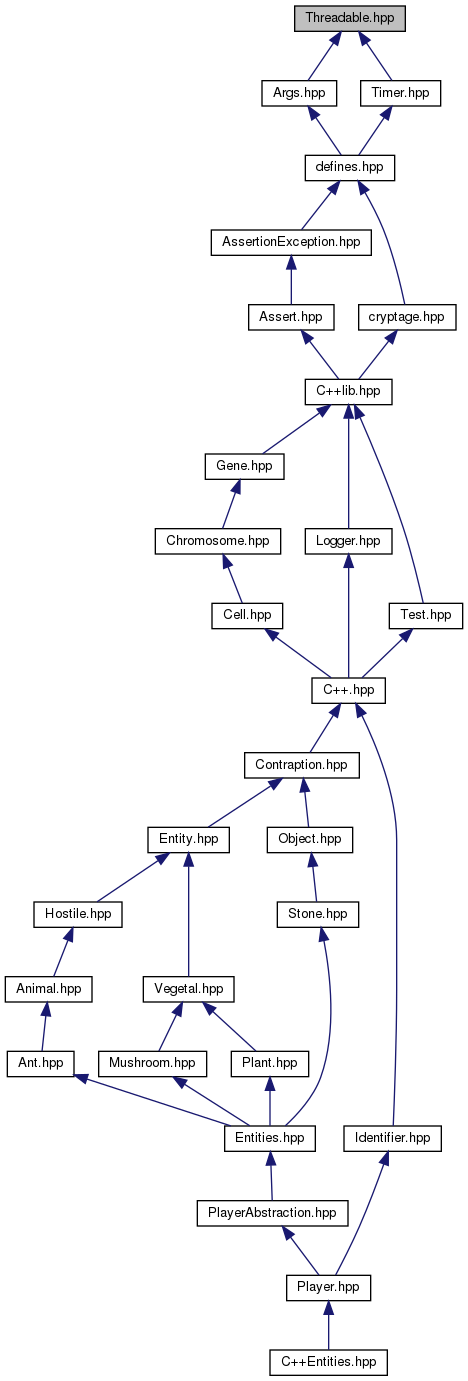 Threadable.hpp
Args.hpp
Timer.hpp
defines.hpp
AssertionException.hpp
Assert.hpp
cryptage.hpp
C++lib.hpp
Gene.hpp
Chromosome.hpp
Logger.hpp
Cell.hpp
Test.hpp
C++.hpp
Contraption.hpp
Entity.hpp
Object.hpp
Hostile.hpp
Stone.hpp
Animal.hpp
Vegetal.hpp
Ant.hpp
Mushroom.hpp
Plant.hpp
Entities.hpp
Identifier.hpp
PlayerAbstraction.hpp
Player.hpp
C++Entities.hpp